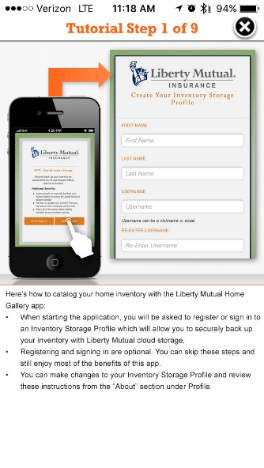 Verizon LTE 11:18 AM 94%
Tutorial Step 1 of 9
Liberty Mutual.
INSURANCE
Create Your Inventory Storage
Profile
FIRST NAME
First Name
LAST NAME
Last Name
USERNAME
Username
Username can be a nickname or email.
RE-ENTER USERNAME
Re-Enter Username
Liberty Mutual.
INSURANCE
Here's how to catalog your home inventory with the Liberty Mutual Home
Gallery app:
• When starting the application, you will be asked to register or sign in to
an Inventory Storage Profile which will allow you to securely back up
your inventory with Liberty Mutual cloud storage.
• Registering and signing in are optional. You can skip these steps and
still enjoy most of the benefits of this app.
• You can make changes to your Inventory Storage Profile and review
these instructions from the "About" section under Profile.